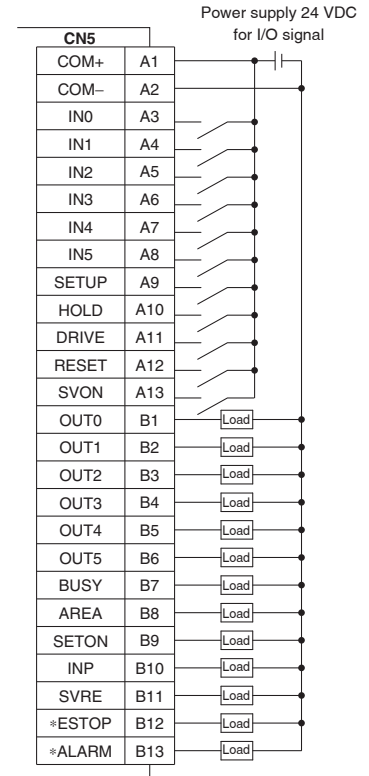 Power supply 24 VDC
for I/O signal
CN5
COM+ A1
COM− A2
IN0 A3
IN1 A4
IN2 A5
IN3 A6
IN4 A7
IN5 A8
SETUP A9
HOLD A10
DRIVE A11
RESET A12
SVON A13
OUT0 B1 Load
OUT1 B2 Load
OUT2 B3 Load
OUT3 B4 Load
OUT4 B5 Load
OUT5 B6 Load
BUSY B7 Load
AREA B8 Load
SETON B9 Load
INP B10 Load
SVRE B11 Load
∗ESTOP B12 Load
∗ALARM B13 Load